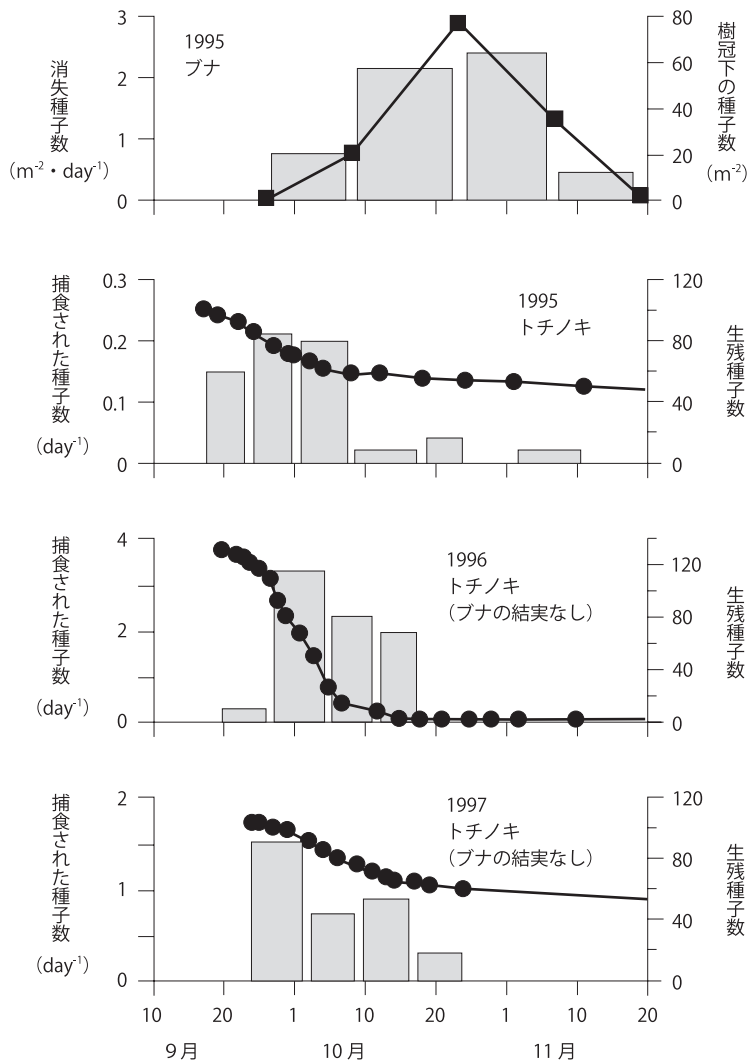 1995
ブナ
消失種子数
（m⁻²・day⁻¹）
3
2
1
0
80
60
40
20
0
樹冠下の種子数
（m⁻²）
1995
トチノキ
捕食された種子数
（day⁻¹）
0.3
0.2
0.1
0
120
80
40
0
生残種子数
1996
トチノキ
（ブナの結実なし）
捕食された種子数
（day⁻¹）
4
2
0
120
80
40
0
生残種子数
1997
トチノキ
（ブナの結実なし）
捕食された種子数
（day⁻¹）
2
1
0
120
80
40
0
生残種子数
10 20 1 10 20 1 10 20
9月 10月 11月